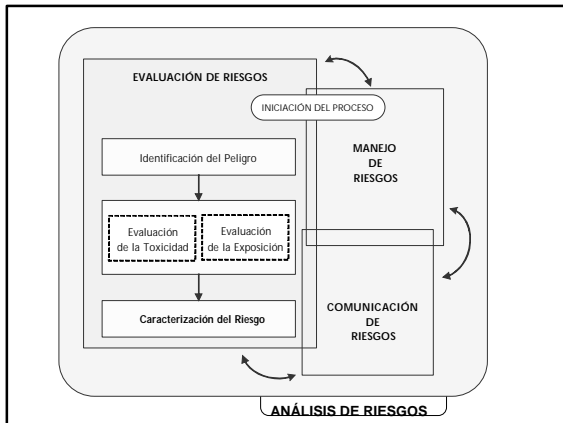 EVALUACIÓN DE RIESGOS
INICIACIÓN DEL PROCESO
Identificación del Peligro
MANEJO
DE
RIESGOS
Evaluación
de la Toxicidad
Evaluación
de la Exposición
Caracterización del Riesgo
COMUNICACIÓN
DE
RIESGOS
ANÁLISIS DE RIESGOS